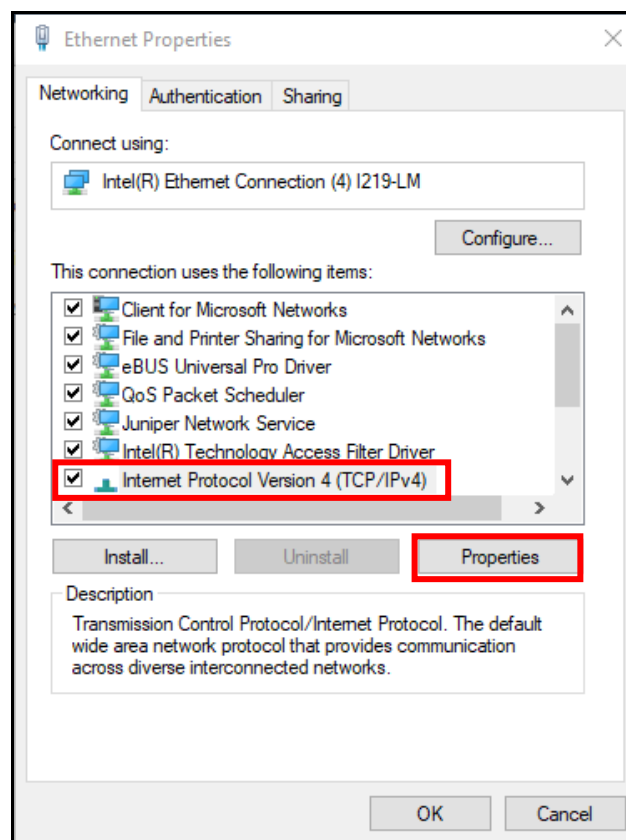 Ethernet Properties
Networking Authentication Sharing
Connect using:
Intel(R) Ethernet Connection (4) I219-LM
Configure...
This connection uses the following items:
Client for Microsoft Networks
File and Printer Sharing for Microsoft Networks
eBUS Universal Pro Driver
QoS Packet Scheduler
Juniper Network Service
Intel(R) Technology Access Filter Driver
Internet Protocol Version 4 (TCP/IPv4)
Install... Uninstall Properties
Description
Transmission Control Protocol/Internet Protocol. The default
wide area network protocol that provides communication
across diverse interconnected networks.
OK Cancel